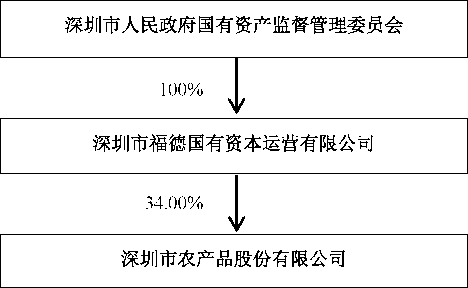 深圳市人民政府国有资产监督管理委员会
100%
深圳市福德国有资本运营有限公司
34.00%
深圳市农产品股份有限公司